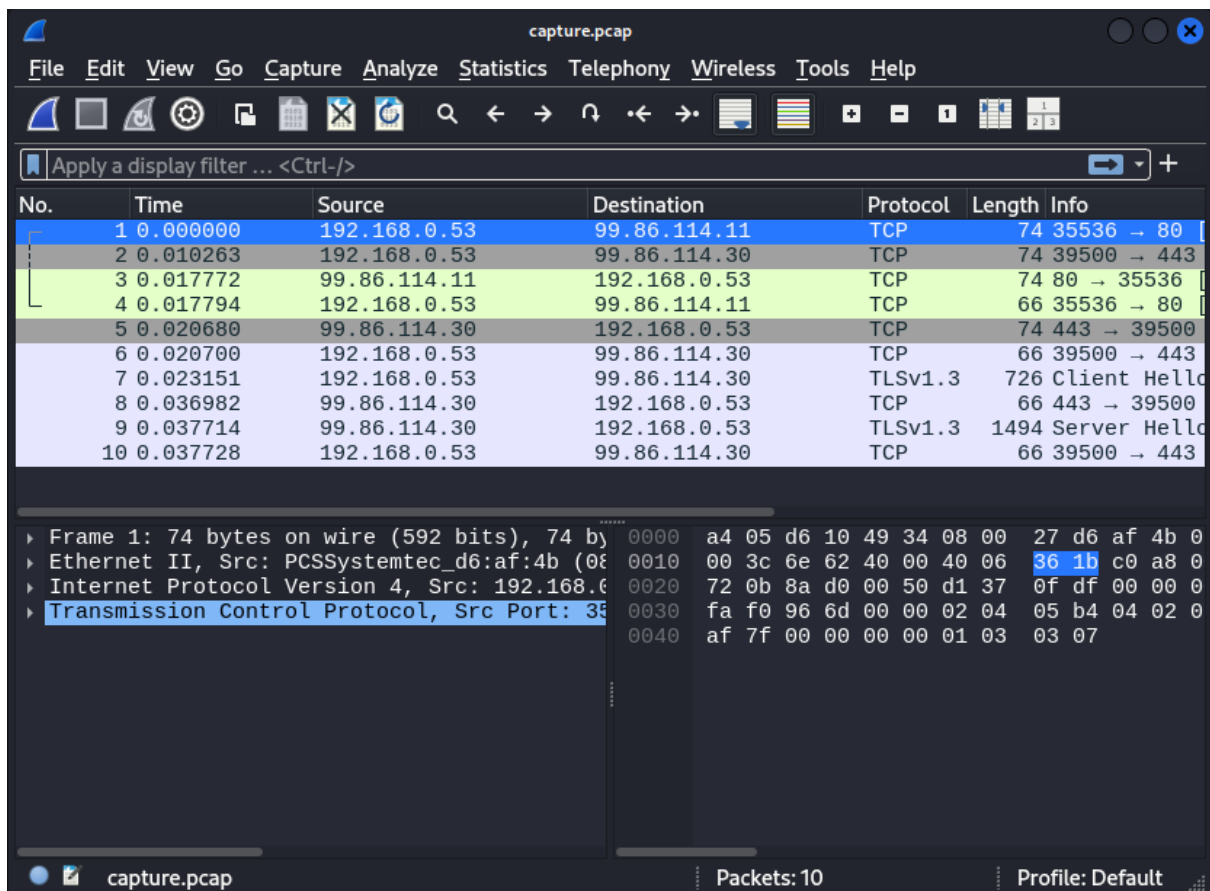 capture.pcap
File Edit View Go Capture Analyze Statistics Telephony Wireless Tools Help
Apply a display filter … <Ctrl-/>
No. Time Source Destination Protocol Length Info
1 0.000000 192.168.0.53 99.86.114.11 TCP 74 35536 → 80 [
2 0.010263 192.168.0.53 99.86.114.30 TCP 74 39500 → 443
3 0.017772 99.86.114.11 192.168.0.53 TCP 74 80 → 35536 [
4 0.017794 192.168.0.53 99.86.114.11 TCP 66 35536 → 80 [
5 0.020680 99.86.114.30 192.168.0.53 TCP 74 443 → 39500
6 0.020700 192.168.0.53 99.86.114.30 TCP 66 39500 → 443
7 0.023151 192.168.0.53 99.86.114.30 TLSv1.3 726 Client Hello
8 0.036982 99.86.114.30 192.168.0.53 TCP 66 443 → 39500
9 0.037714 99.86.114.30 192.168.0.53 TLSv1.3 1494 Server Hello
10 0.037728 192.168.0.53 99.86.114.30 TCP 66 39500 → 443
Frame 1: 74 bytes on wire (592 bits), 74 by
Ethernet II, Src: PCSSystemtec_d6:af:4b (08
Internet Protocol Version 4, Src: 192.168.0
Transmission Control Protocol, Src Port: 35
0000 a4 05 d6 10 49 34 08 00 27 d6 af 4b 0
0010 00 3c 6e 62 40 00 40 06 36 1b c0 a8 0
0020 72 0b 8a d0 00 50 d1 37 0f df 00 00 0
0030 fa f0 96 6d 00 00 02 04 05 b4 04 02 0
0040 af 7f 00 00 00 00 01 03 03 07
capture.pcap Packets: 10 Profile: Default